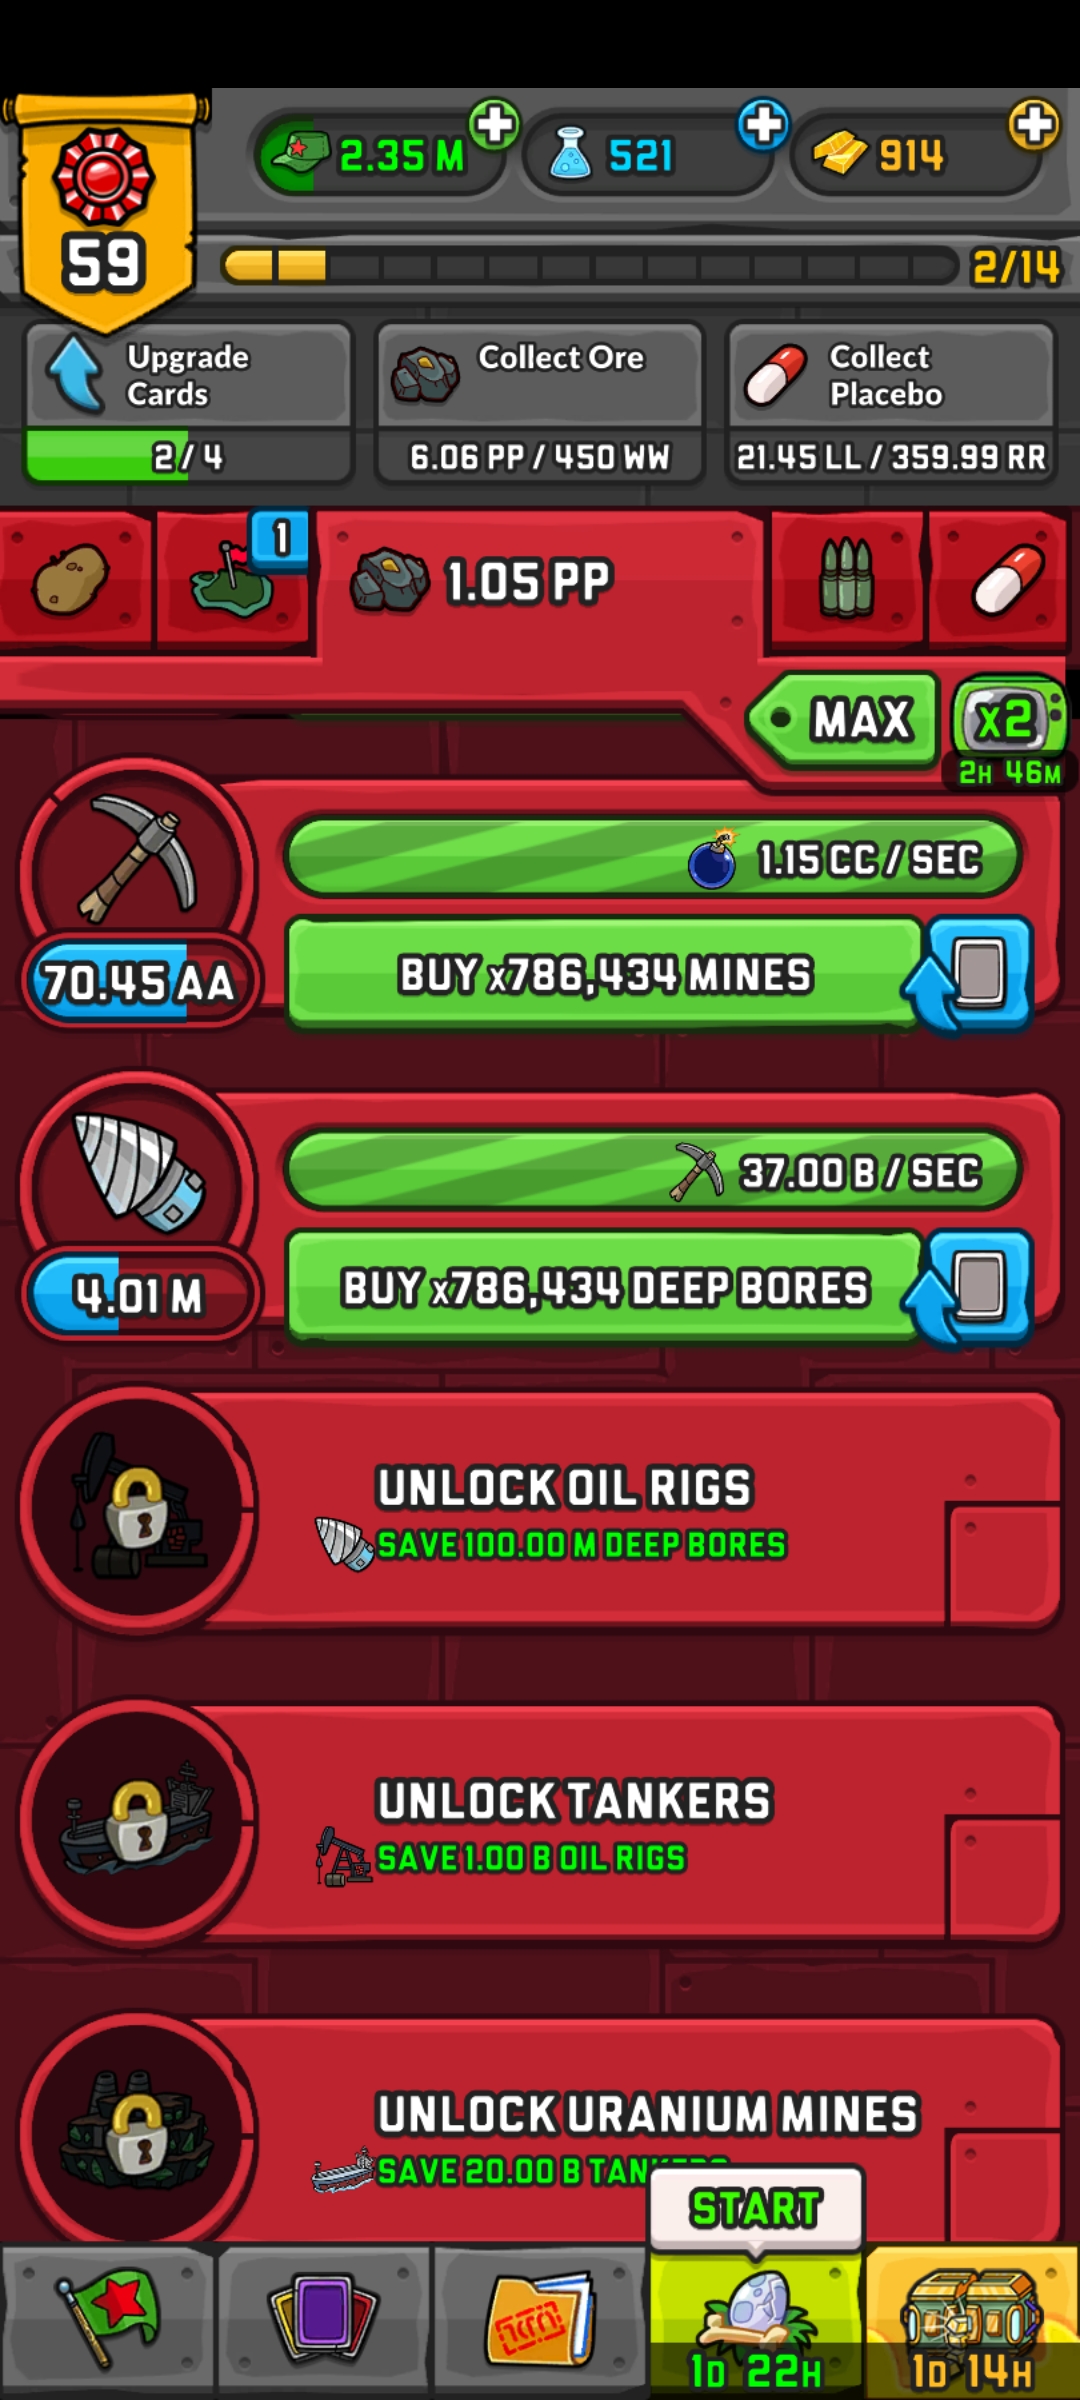 2.35 M
521
914
59
2/14
Upgrade
Cards
2/4
Collect Ore
6.06 PP / 450 WW
Collect
Placebo
21.45 LL / 359.99 RR
1
1.05 PP
MAX
x2
2H 46M
1.15 CC / SEC
70.45 AA
BUY x786,434 MINES
37.00 B / SEC
4.01 M
BUY x786,434 DEEP BORES
UNLOCK OIL RIGS
SAVE 100.00 M DEEP BORES
UNLOCK TANKERS
SAVE 1.00 B OIL RIGS
UNLOCK URANIUM MINES
SAVE 20.00 B TANKERS
START
1D 22H
1D 14H